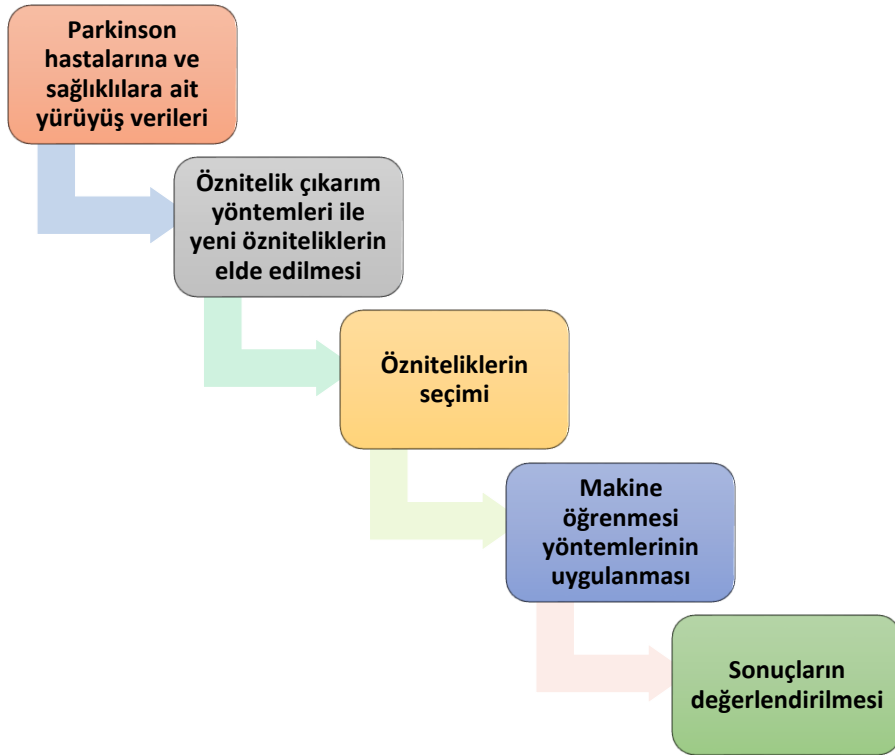 Parkinson
hastalarına ve
sağlıklılara ait
yürüyüş verileri
Öznitelik çıkarım
yöntemleri ile
yeni özniteliklerin
elde edilmesi
Özniteliklerin
seçimi
Makine
öğrenmesi
yöntemlerinin
uygulanması
Sonuçların
değerlendirilmesi